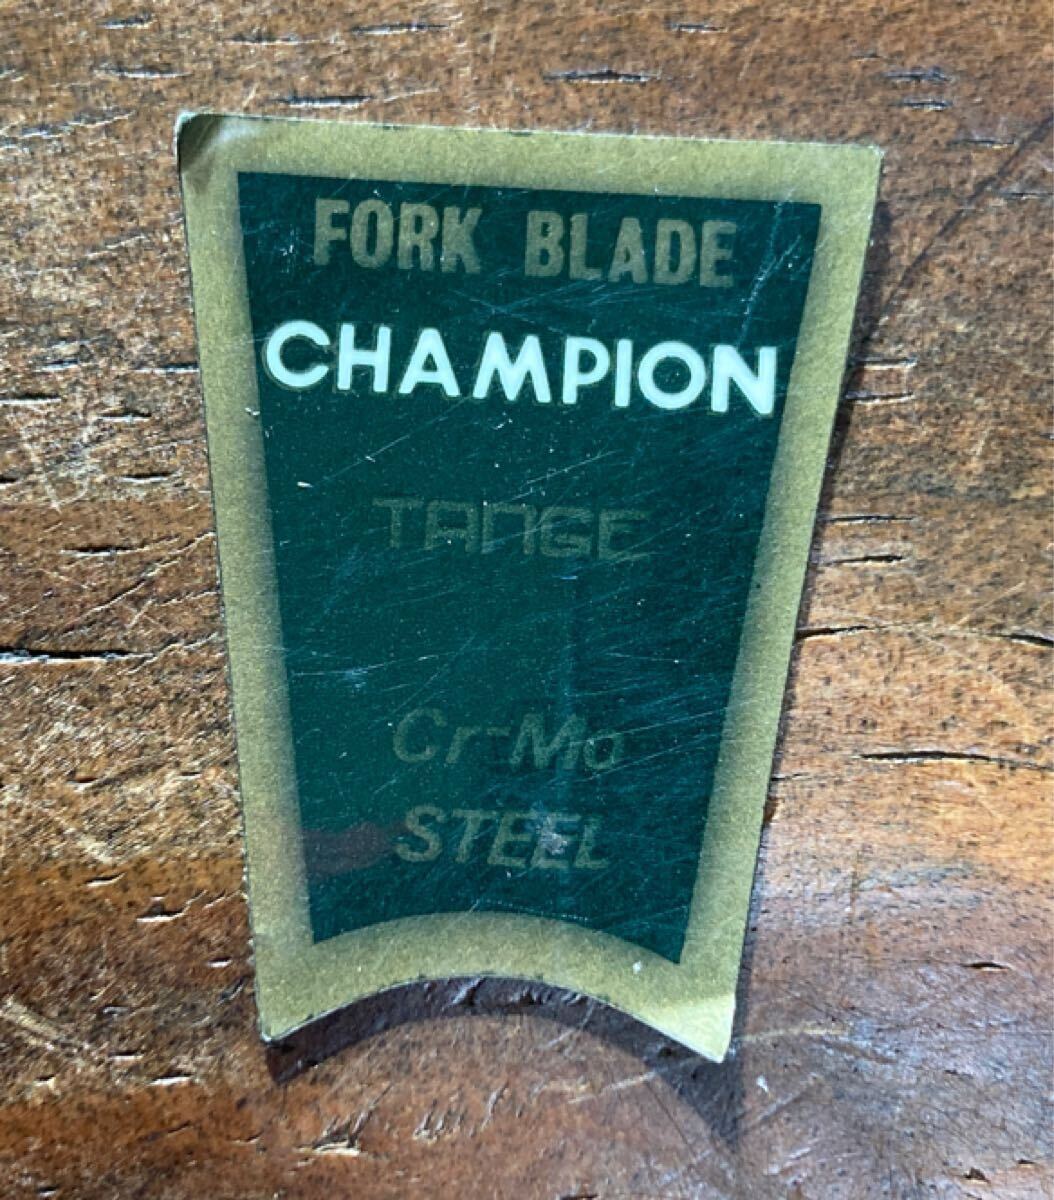 FORK BLADE
CHAMPION
TANGE
Cr-Mo
STEEL